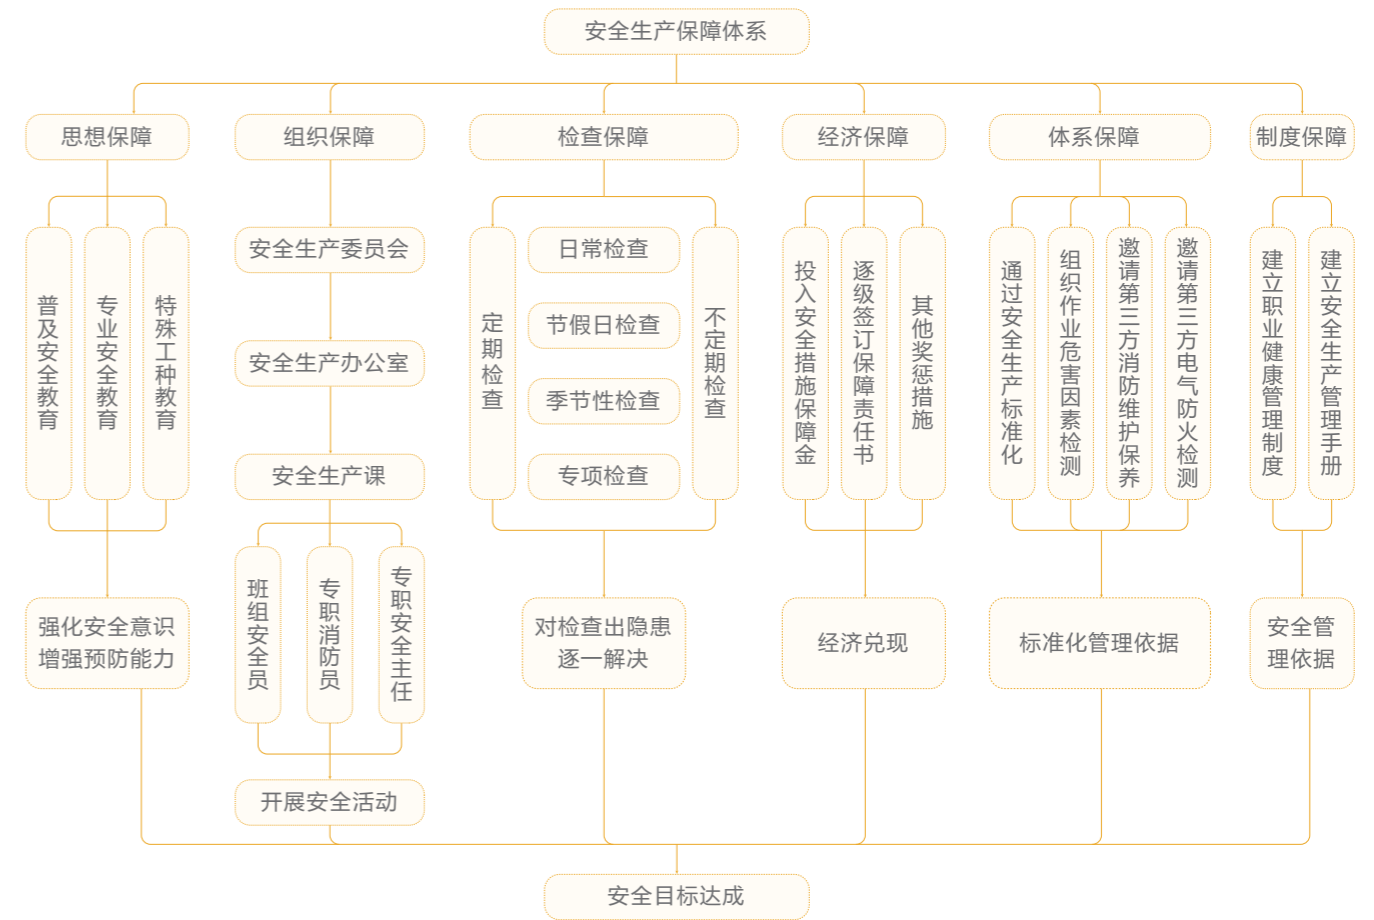 安全生产保障体系
思想保障
组织保障
检查保障
经济保障
体系保障
制度保障
普及安全教育
专业安全教育
特殊工种教育
安全生产委员会
安全生产办公室
安全生产课
定期检查
日常检查
节假日检查
季节性检查
专项检查
不定期检查
投入安全措施保障金
逐级签订保障责任书
其他奖惩措施
通过安全生产标准化
组织作业危害因素检测
邀请第三方消防维护保养
邀请第三方电气防火检测
建立职业健康管理制度
建立安全生产管理手册
班组安全员
专职消防员
专职安全主任
强化安全意识
增强预防能力
对检查出隐患
逐一解决
经济兑现
标准化管理依据
安全管
理依据
开展安全活动
安全目标达成